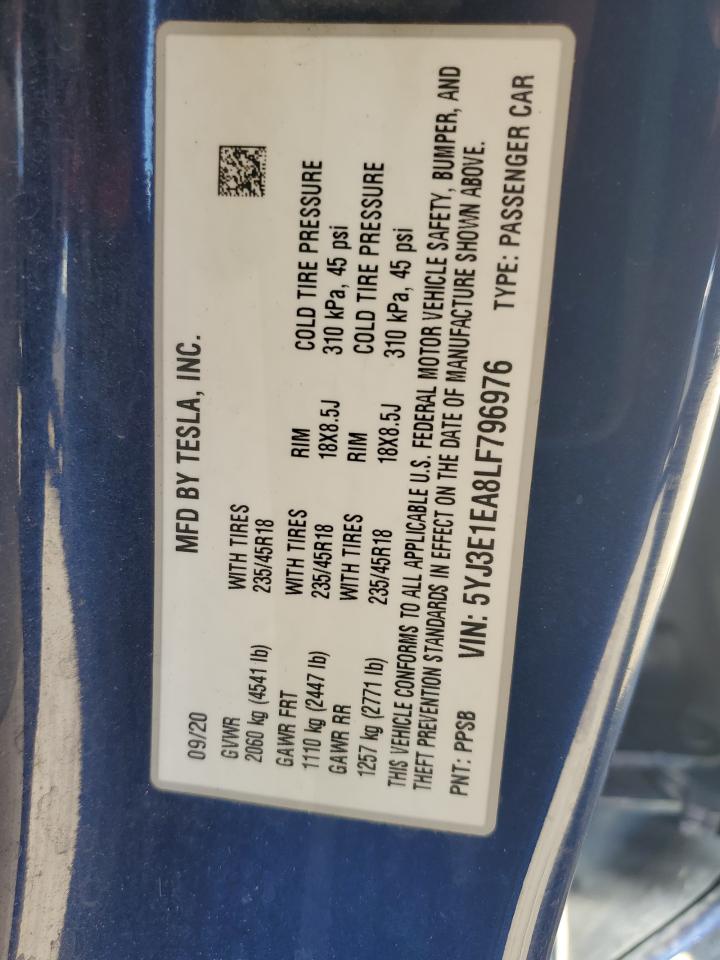 09/20 MFD BY TESLA, INC.
GVWR WITH TIRES
2060 kg (4541 lb) 235/45R18
GAWR FRT WITH TIRES RIM COLD TIRE PRESSURE
1110 kg (2447 lb) 235/45R18 18X8.5J 310 kPa, 45 psi
GAWR RR WITH TIRES RIM COLD TIRE PRESSURE
1257 kg (2771 lb) 235/45R18 18X8.5J 310 kPa, 45 psi
THIS VEHICLE CONFORMS TO ALL APPLICABLE U.S. FEDERAL MOTOR VEHICLE SAFETY, BUMPER, AND
THEFT PREVENTION STANDARDS IN EFFECT ON THE DATE OF MANUFACTURE SHOWN ABOVE.
PNT: PPSB VIN: 5YJ3E1EA8LF796976 TYPE: PASSENGER CAR